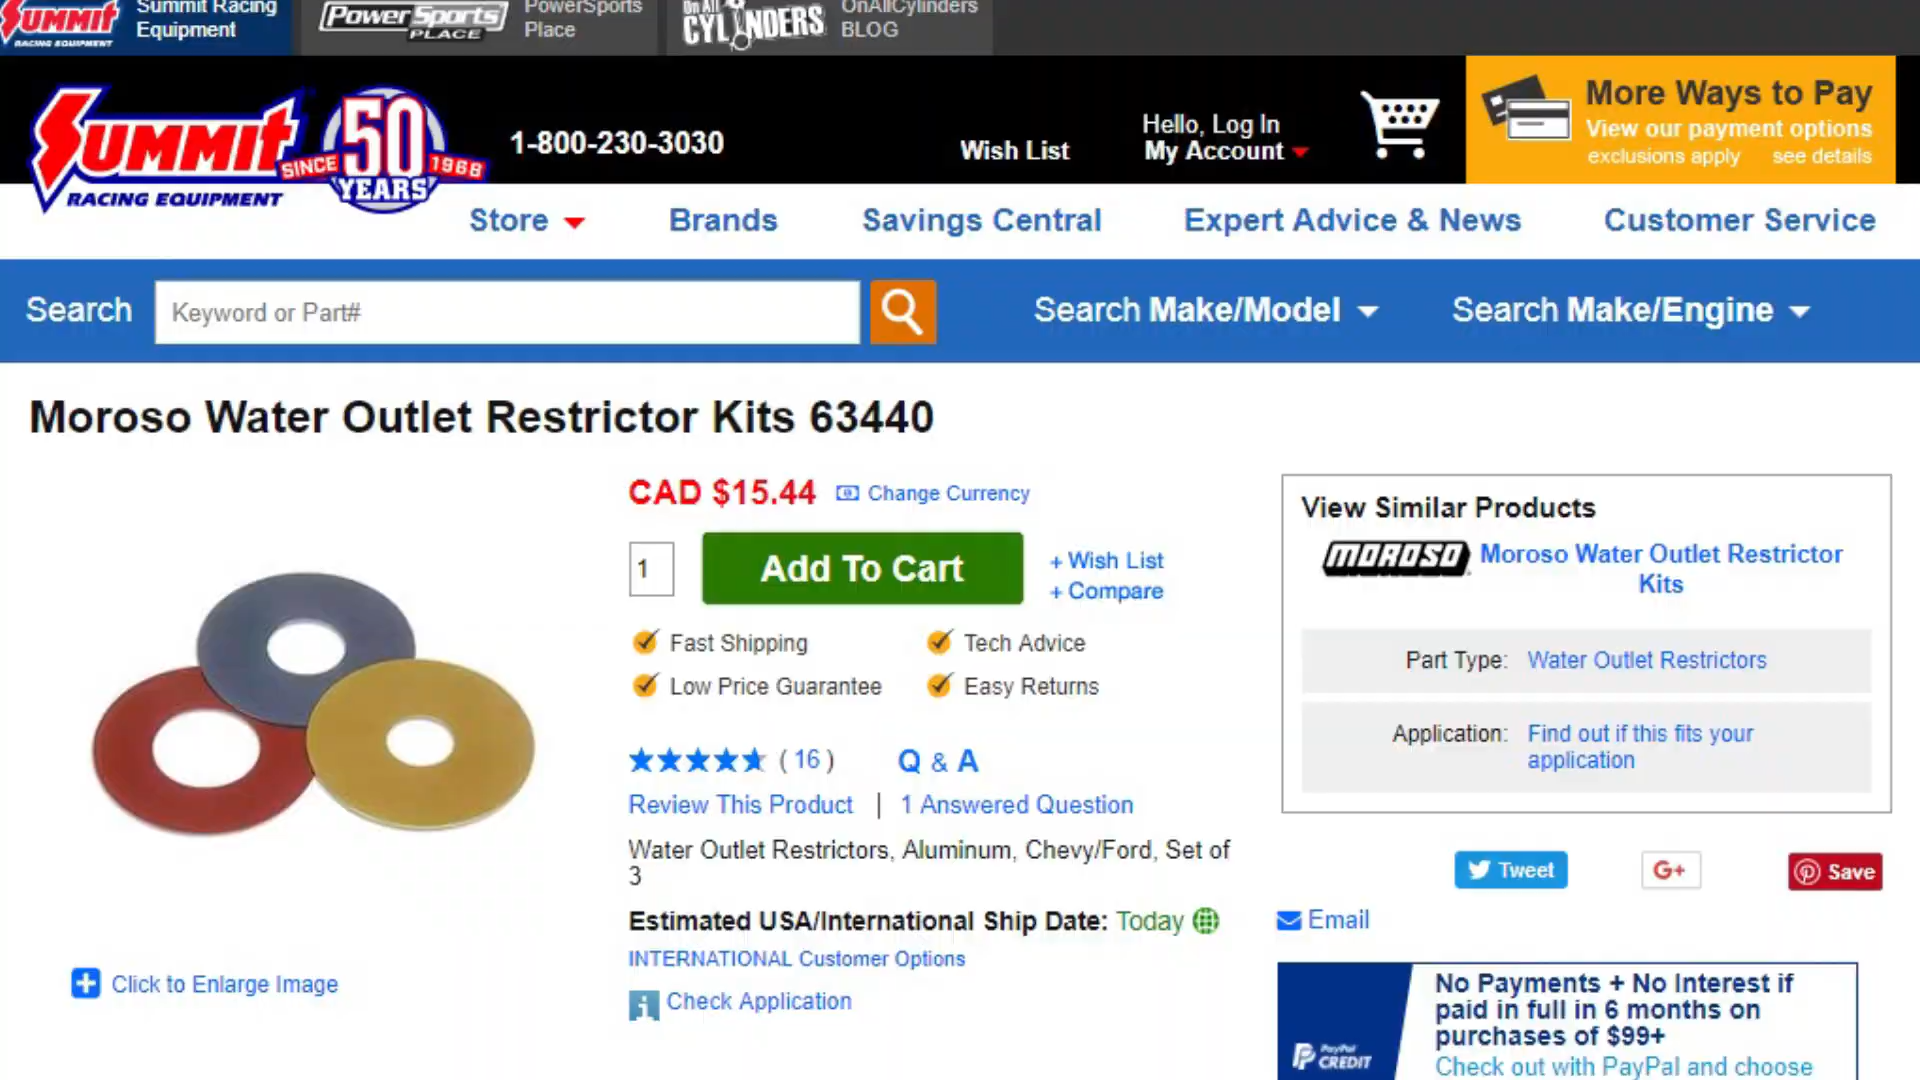 SUMMIT
RACING EQUIPMENT
Summit Racing
Equipment
PowerSports
PLACE
PowerSports
Place
On All
CYLINDERS
OnAllCylinders
BLOG
SUMMIT
RACING EQUIPMENT
SINCE 50 1968
YEARS
1-800-230-3030
Wish List
Hello, Log In
My Account
More Ways to Pay
View our payment options
exclusions apply see details
Store
Brands
Savings Central
Expert Advice & News
Customer Service
Search
Keyword or Part#
Search Make/Model
Search Make/Engine
Moroso Water Outlet Restrictor Kits 63440
CAD $15.44
Change Currency
1
Add To Cart
+ Wish List
+ Compare
Fast Shipping
Tech Advice
Low Price Guarantee
Easy Returns
( 16 )
Q & A
Review This Product | 1 Answered Question
Water Outlet Restrictors, Aluminum, Chevy/Ford, Set of
3
Estimated USA/International Ship Date: Today
INTERNATIONAL Customer Options
Check Application
Click to Enlarge Image
View Similar Products
MOROSO
Moroso Water Outlet Restrictor
Kits
Part Type: Water Outlet Restrictors
Application: Find out if this fits your
application
Tweet
G+
Save
Email
PayPal
CREDIT
No Payments + No Interest if
paid in full in 6 months on
purchases of $99+
Check out with PayPal and choose